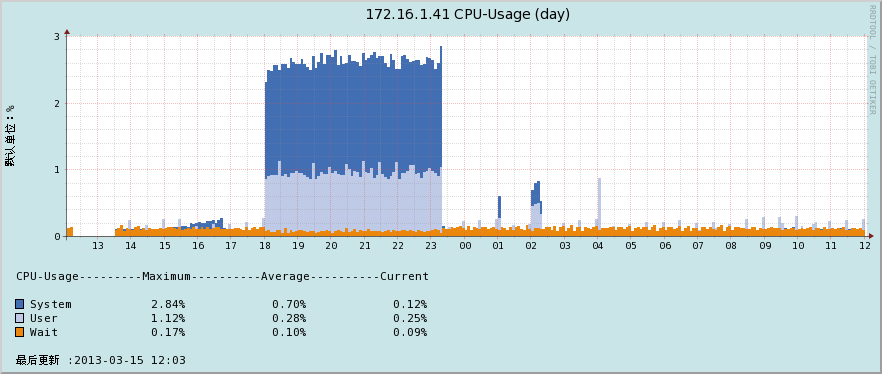 172.16.1.41 CPU-Usage (day)
RRDTOOL / TOBI OETIKER
默认单位：%
3
2
1
0
13 14 15 16 17 18 19 20 21 22 23 00 01 02 03 04 05 06 07 08 09 10 11 12
CPU-Usage---------Maximum----------Average----------Current
System 2.84% 0.70% 0.12%
User 1.12% 0.28% 0.25%
Wait 0.17% 0.10% 0.09%
最后更新 :2013-03-15 12:03